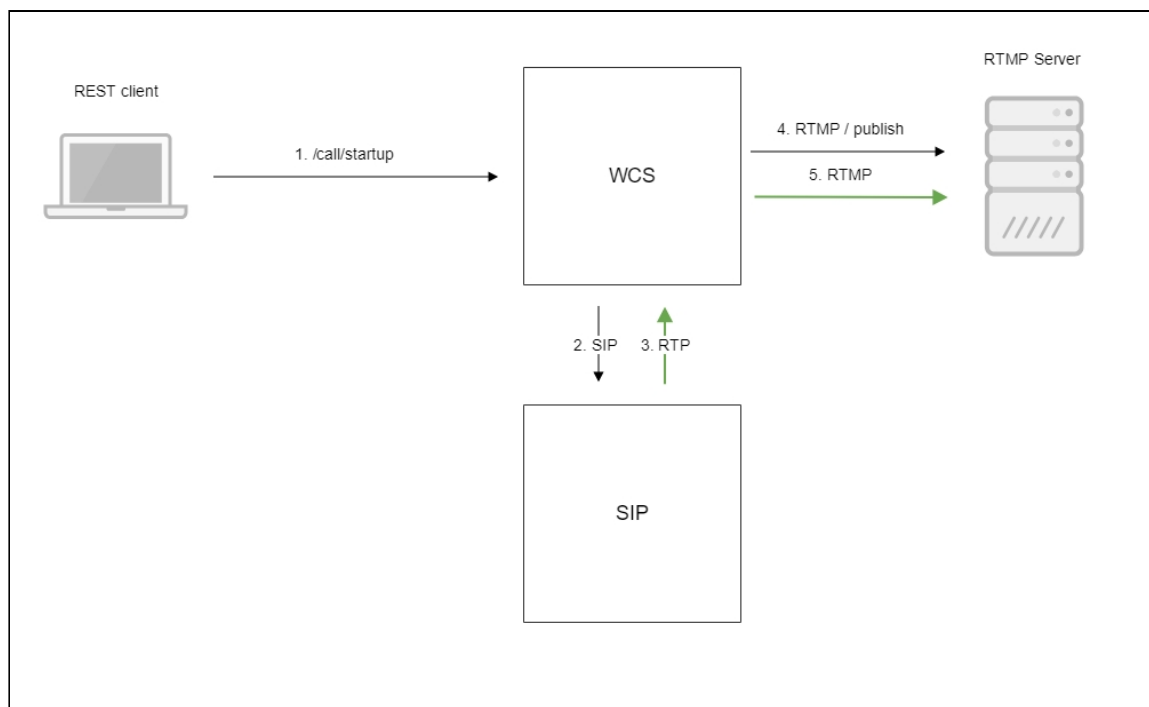 RTMP Server
REST client
4. RTMP / publish
1. /call/startup
WCS
5. RTMP
2. SIP
3. RTP
SIP